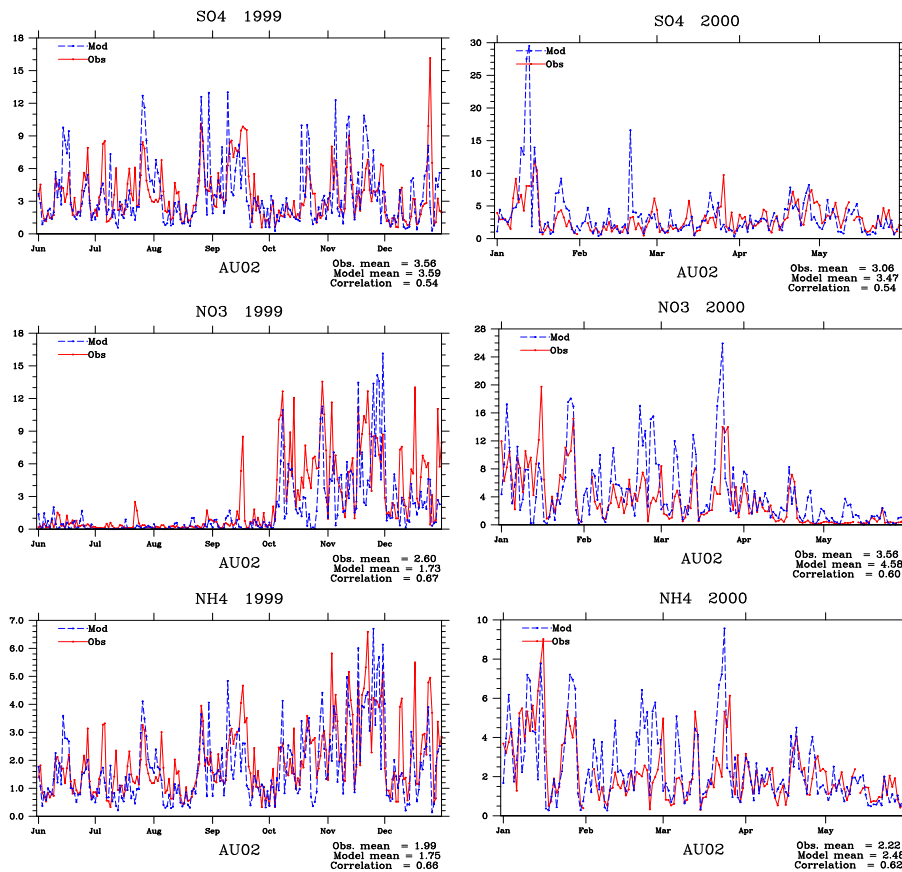 SO4 1999
18
15
12
9
6
3
0
Mod
Obs
Jun Jul Aug Sep Oct Nov Dec
AU02
Obs. mean = 3.56
Model mean = 3.59
Correlation = 0.54
SO4 2000
30
25
20
15
10
5
0
Mod
Obs
Jan Feb Mar Apr May
AU02
Obs. mean = 3.06
Model mean = 3.47
Correlation = 0.54
NO3 1999
18
15
12
9
6
3
0
Mod
Obs
Jun Jul Aug Sep Oct Nov Dec
AU02
Obs. mean = 2.60
Model mean = 1.73
Correlation = 0.67
NO3 2000
28
24
20
16
12
8
4
0
Mod
Obs
Jan Feb Mar Apr May
AU02
Obs. mean = 3.56
Model mean = 4.58
Correlation = 0.60
NH4 1999
7.0
6.0
5.0
4.0
3.0
2.0
1.0
0.0
Mod
Obs
Jun Jul Aug Sep Oct Nov Dec
AU02
Obs. mean = 1.99
Model mean = 1.75
Correlation = 0.66
NH4 2000
10
8
6
4
2
0
Mod
Obs
Jan Feb Mar Apr May
AU02
Obs. mean = 2.22
Model mean = 2.48
Correlation = 0.62